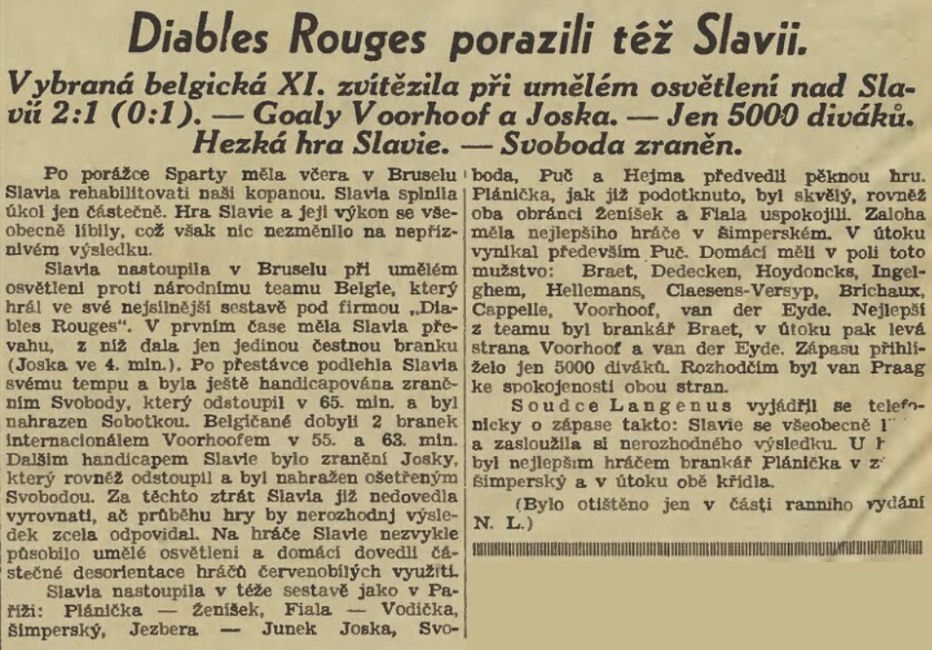 Diables Rouges porazili též Slavii.
Vybraná belgická XI. zvítězila při umělém osvětlení nad Sla-
vií 2:1 (0:1). — Goaly Voorhoof a Joska. — Jen 5000 diváků.
Hezká hra Slavie. — Svoboda zraněn.
Po porážce Sparty měla včera v Bruselu
Slavia rehabilitovati naši kopanou. Slavia splnila
úkol jen částečně. Hra Slavie a její výkon se vše-
obecně líbily, což však nic nezměnilo na nepříz-
nivém výsledku.
Slavia nastoupila v Bruselu při umělém
osvětlení proti národnímu teamu Belgie, který
hrál ve své nejsilnější sestavě pod firmou „Dia-
bles Rouges“. V prvním čase měla Slavia pře-
vahu, z níž dala jen jedinou čestnou branku
(Joska ve 4. min.). Po přestávce podlehla Slavia
svému tempu a byla ještě handicapována zraně-
ním Svobody, který odstoupil v 65. min. a byl
nahrazen Sobotkou. Belgičané dobyli 2 branek
internacionálem Voorhoofem v 55. a 63. min.
Dalším handicapem Slavie bylo zranění Josky,
který rovněž odstoupil a byl nahražen ošetřeným
Svobodou. Za těchto ztrát Slavia již nedovedla
vyrovnati, ač průběhu hry by nerozhodnj výsle-
dek zcela odpovídal. Na hráče Slavie nezvykle
působilo umělé osvětlení a domácí dovedli čá-
stečné desorientace hráčů červenobílých využíti.
Slavia nastoupila v téže sestavě jako v Pa-
říži: Plánička — Ženíšek, Fiala — Vodička,
Šimperský, Jezbera — Junek Joska, Svo-
boda, Puč a Hejma předvedli pěknou hru.
Plánička, jak již podotknuto, byl skvělý, rovněž
oba obránci Ženíšek a Fiala uspokojili. Zaloha
měla nejlepšího hráče v Šimperském. V útoku
vynikal především Puč. Domácí měli v poli toto
mužstvo: Braet, Dedecken, Hoydoncks, Ingel-
ghem, Hellemans, Claesens-Versyp, Brichaux,
Cappelle, Voorhoof, van der Eyde. Nejlepší
z teamu byl brankář Braet, v útoku pak levá
strana Voorhoof a van der Eyde. Zápasu přihlí-
želo jen 5000 diváků. Rozhodčím byl van Praag
ke spokojenosti obou stran.
Soudce Langenus vyjádřil se telefo-
nicky o zápase takto: Slavie se všeobecně
a zasloužila si nerozhodného výsledku. U
byl nejlepším hráčem brankář Plánička v
Šimperský a v útoku obě křídla.
(Bylo otištěno jen v části ranního vydání
N. L.)